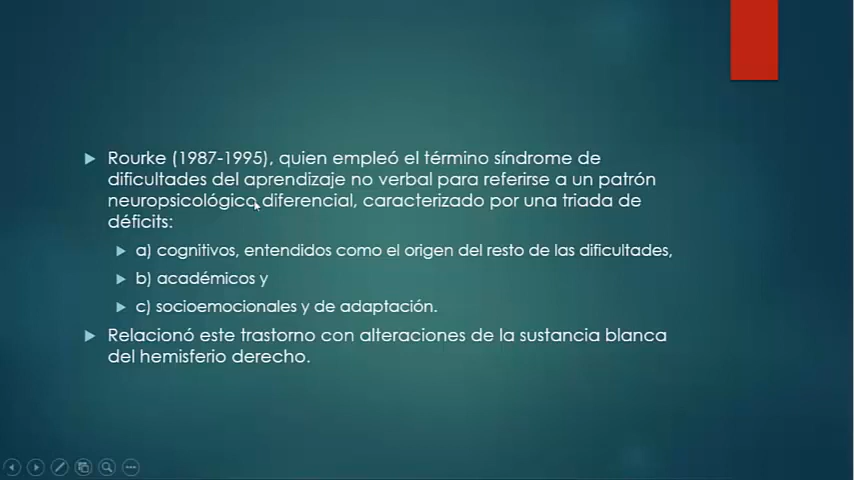 Rourke (1987-1995), quien empleó el término síndrome de
dificultades del aprendizaje no verbal para referirse a un patrón
neuropsicológico diferencial, caracterizado por una triada de
déficits:
a) cognitivos, entendidos como el origen del resto de las dificultades,
b) académicos y
c) socioemocionales y de adaptación.
Relacionó este trastorno con alteraciones de la sustancia blanca
del hemisferio derecho.